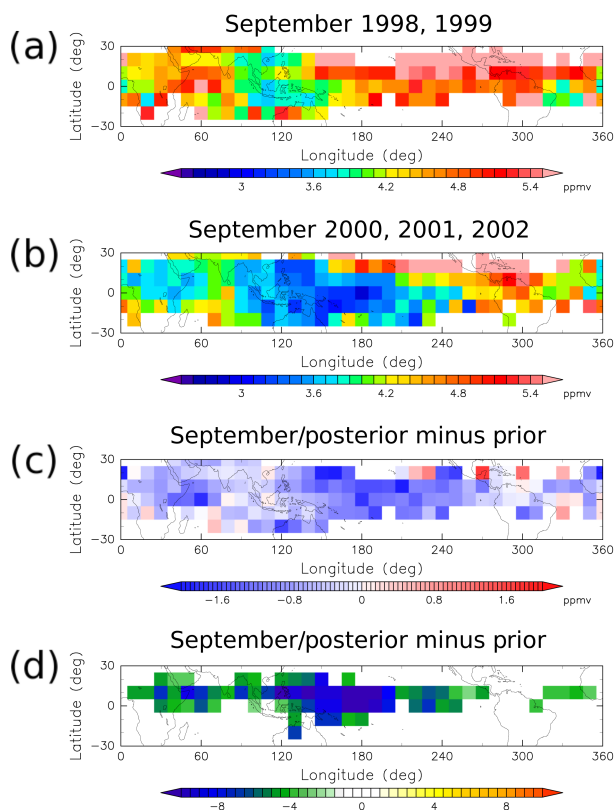 (a)
September 1998, 1999
Latitude (deg)
30
0
−30
0 60 120 180 240 300 360
Longitude (deg)
3 3.6 4.2 4.8 5.4 ppmv
(b)
September 2000, 2001, 2002
Latitude (deg)
30
0
−30
0 60 120 180 240 300 360
Longitude (deg)
3 3.6 4.2 4.8 5.4 ppmv
(c)
September/posterior minus prior
Latitude (deg)
30
0
−30
0 60 120 180 240 300 360
Longitude (deg)
−1.6 −0.8 0 0.8 1.6 ppmv
(d)
September/posterior minus prior
Latitude (deg)
30
0
−30
0 60 120 180 240 300 360
Longitude (deg)
−8 −4 0 4 8